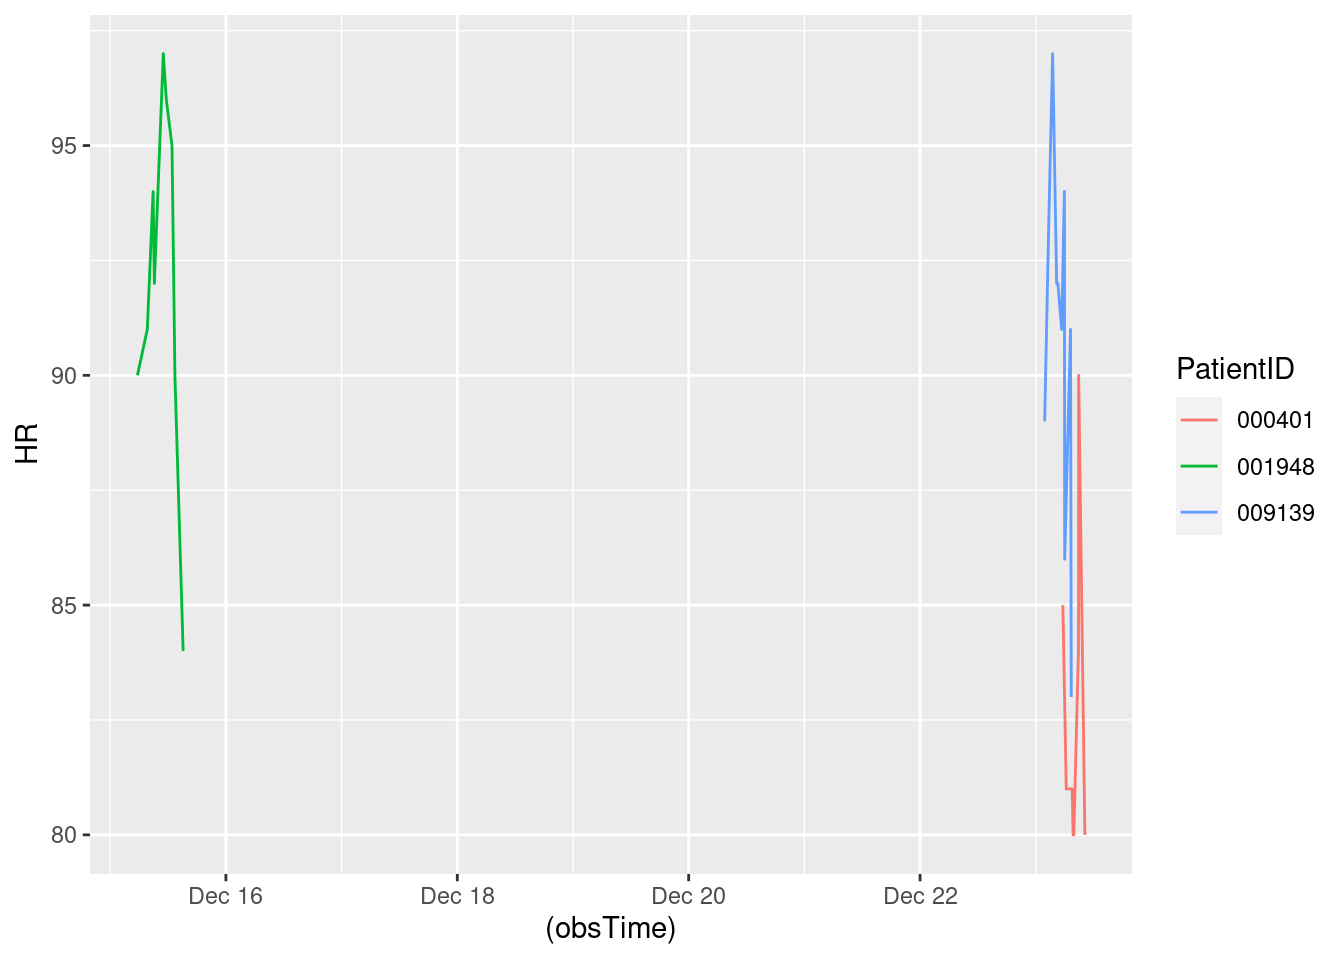 95
90
85
80
HR
Dec 16
Dec 18
Dec 20
Dec 22
(obsTime)
PatientID
000401
001948
009139